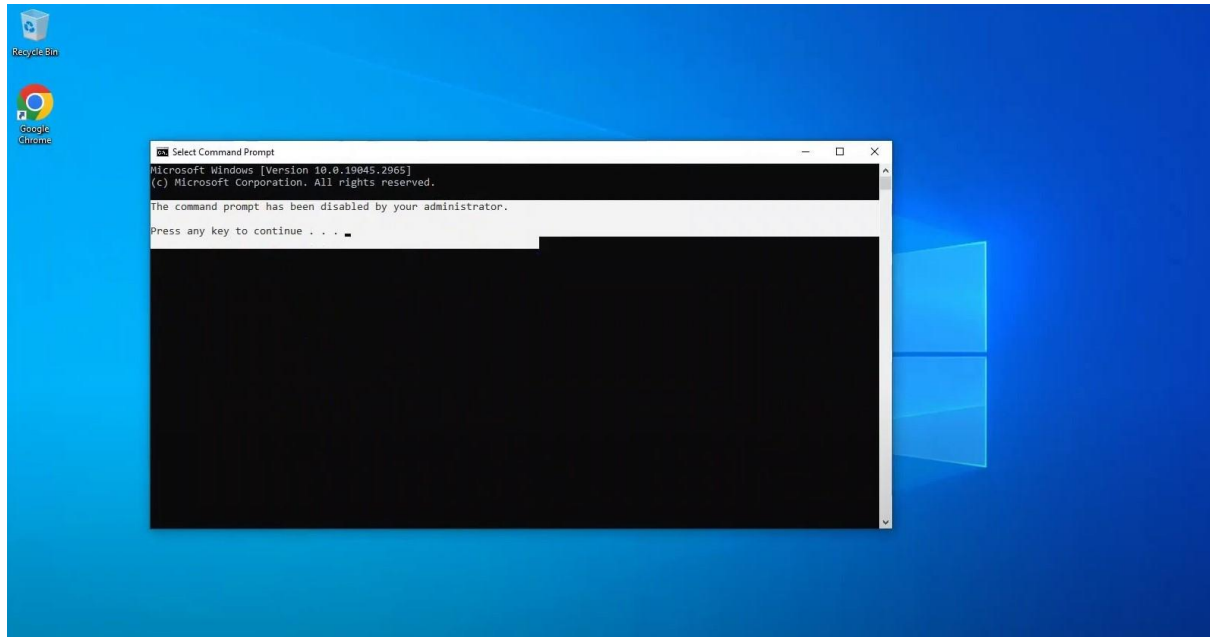 Recycle Bin
Google
Chrome
Select Command Prompt
Microsoft Windows [Version 10.0.19045.2965]
(c) Microsoft Corporation. All rights reserved.
The command prompt has been disabled by your administrator.
Press any key to continue . . .